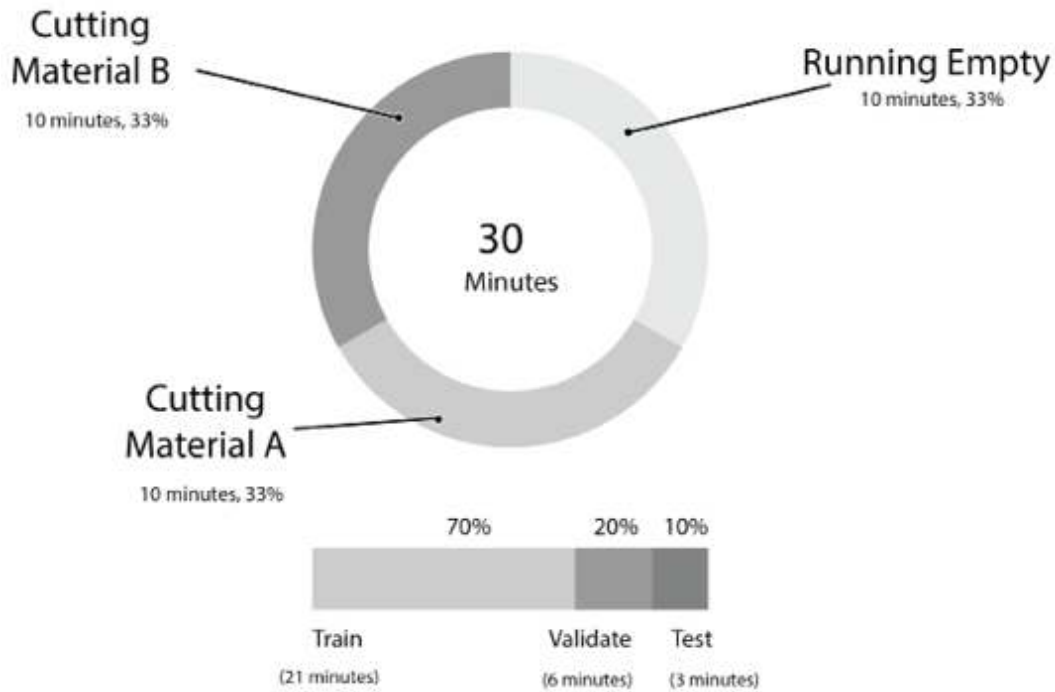 Cutting
Material B
10 minutes, 33%
Running Empty
10 minutes, 33%
30
Minutes
Cutting
Material A
10 minutes, 33%
70% 20% 10%
Train Validate Test
(21 minutes) (6 minutes) (3 minutes)